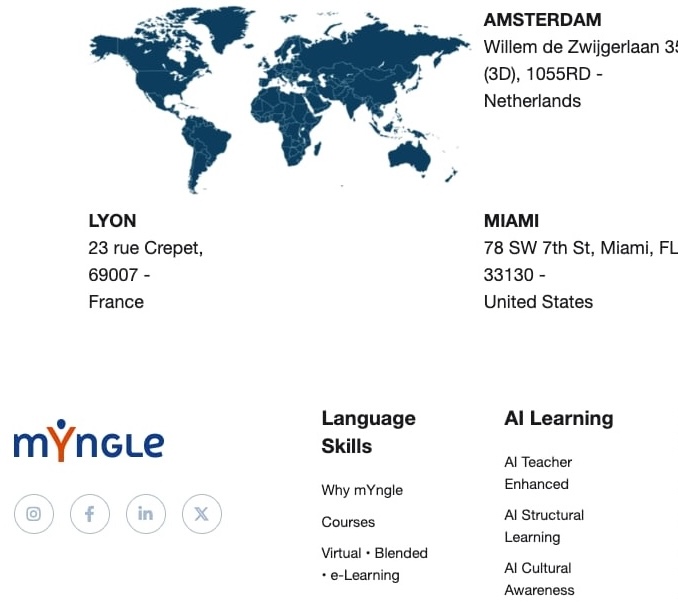 AMSTERDAM
Willem de Zwijgerlaan 35
(3D), 1055RD -
Netherlands
LYON
23 rue Crepet,
69007 -
France
MIAMI
78 SW 7th St, Miami, FL
33130 -
United States
mYngle
Language
Skills
Why mYngle
Courses
Virtual • Blended
• e-Learning
AI Learning
AI Teacher
Enhanced
AI Structural
Learning
AI Cultural
Awareness